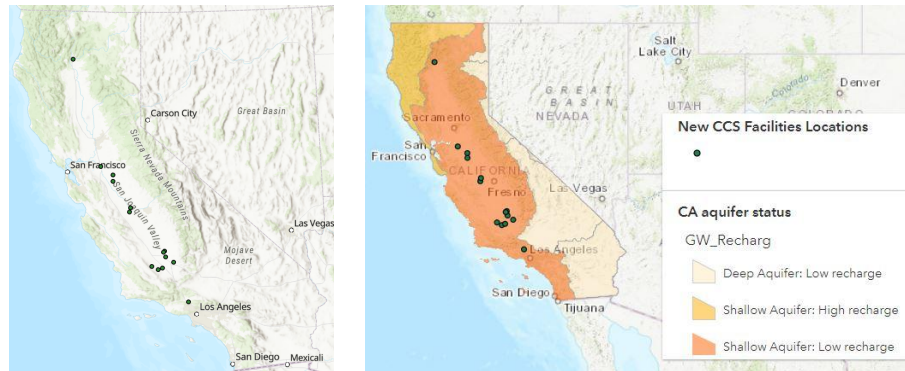 Carson City
Great Basin
Sierra Nevada Mountains
San Francisco
San Joaquin Valley
Las Vegas
Mojave
Desert
Los Angeles
San Diego
Mexicali
Salt
Lake City
Denver
GREAT
BASIN
NEVADA
UTAH
Colorado
COLORADO
Sacramento
San
Francisco
CALIFORNIA
Fresno
Las Vegas
Los Angeles
San Diego
Tijuana
New CCS Facilities Locations
CA aquifer status
GW_Recharg
Deep Aquifer: Low recharge
Shallow Aquifer: High recharge
Shallow Aquifer: Low recharge